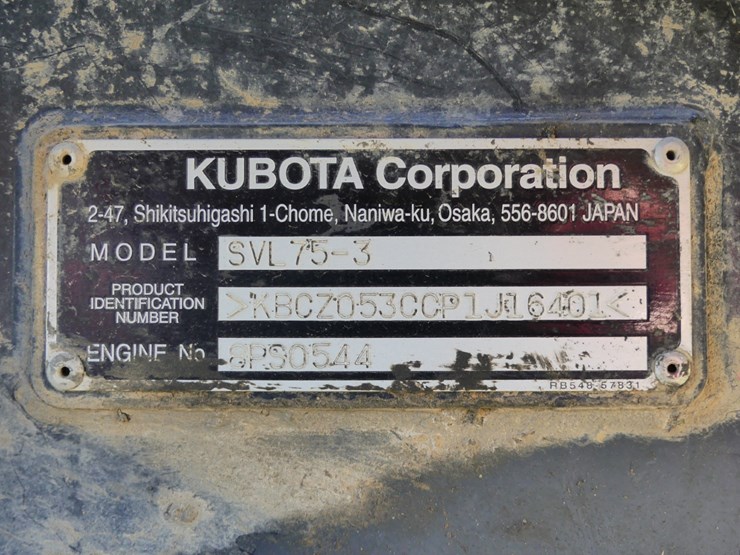 KUBOTA Corporation
2-47, Shikitsuhigashi 1-Chome, Naniwa-ku, Osaka, 556-8601 JAPAN
MODEL SVL75-3
PRODUCT
IDENTIFICATION >KBCZ053CCP1J16401<
NUMBER
ENGINE No 8PS0544
RB548-57831